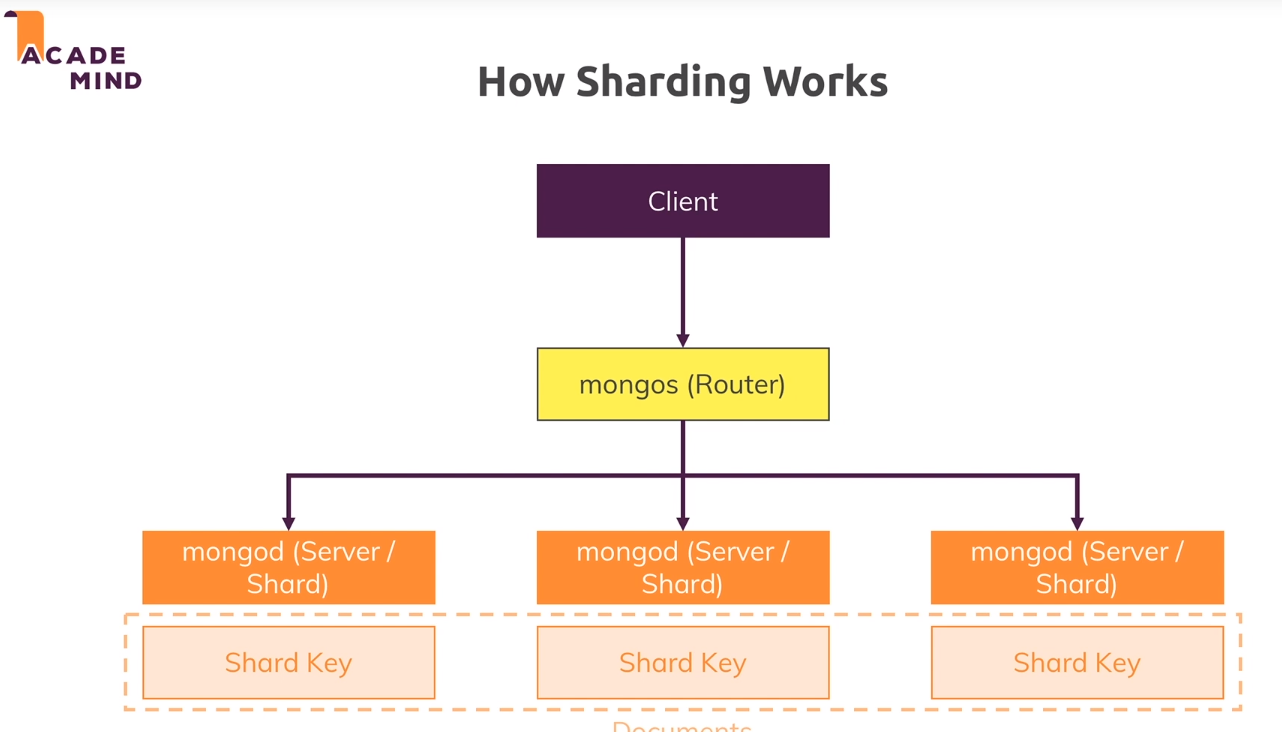 ACADE
MIND
How Sharding Works
Client
mongos (Router)
mongod (Server /
Shard)
mongod (Server /
Shard)
mongod (Server /
Shard)
Shard Key
Shard Key
Shard Key
Documents